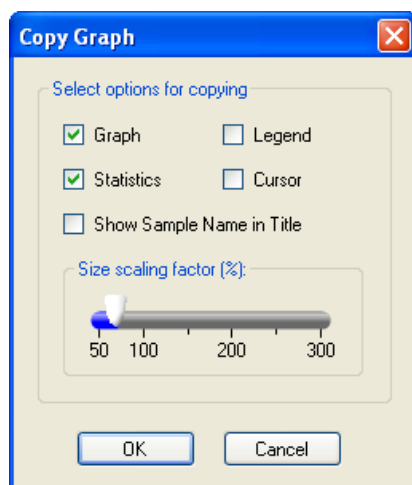 Copy Graph
Select options for copying
Graph Legend
Statistics Cursor
Show Sample Name in Title
Size scaling factor (%):
50 100 200 300
OK Cancel